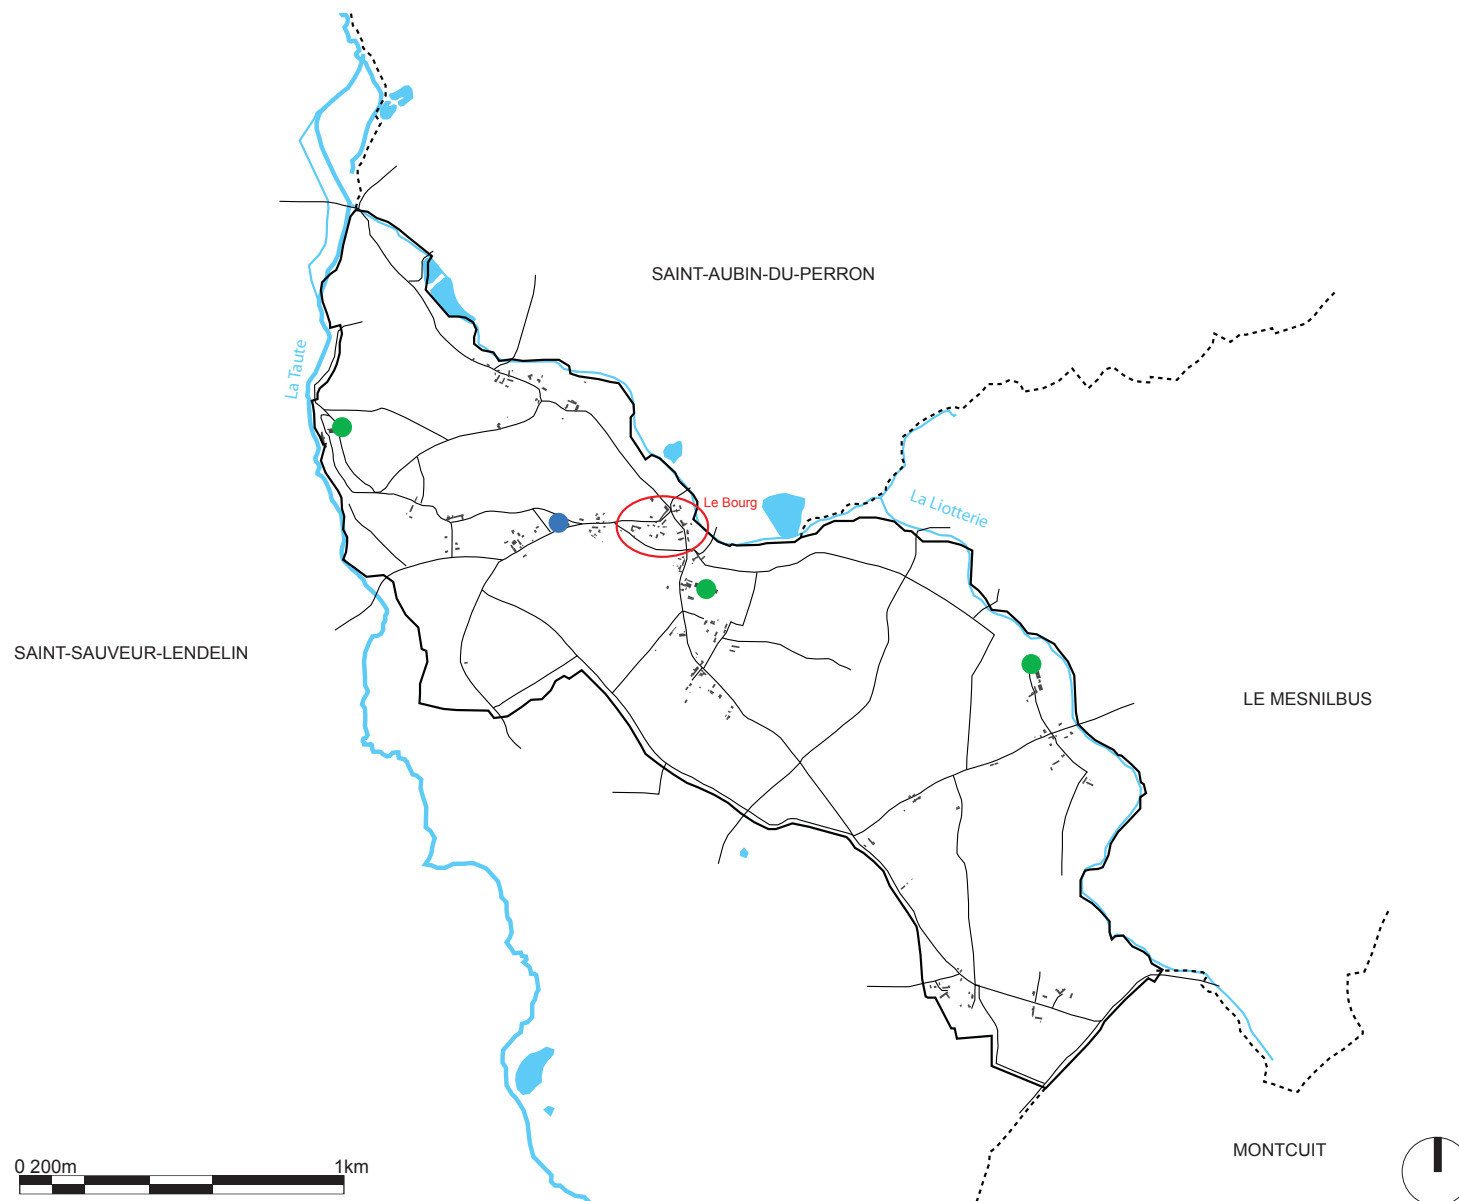 SAINT-AUBIN-DU-PERRON
La Taute
Le Bourg
La Liotterie
SAINT-SAUVEUR-LENDELIN
LE MESNILBUS
MONTCUIT
0 200m 1km